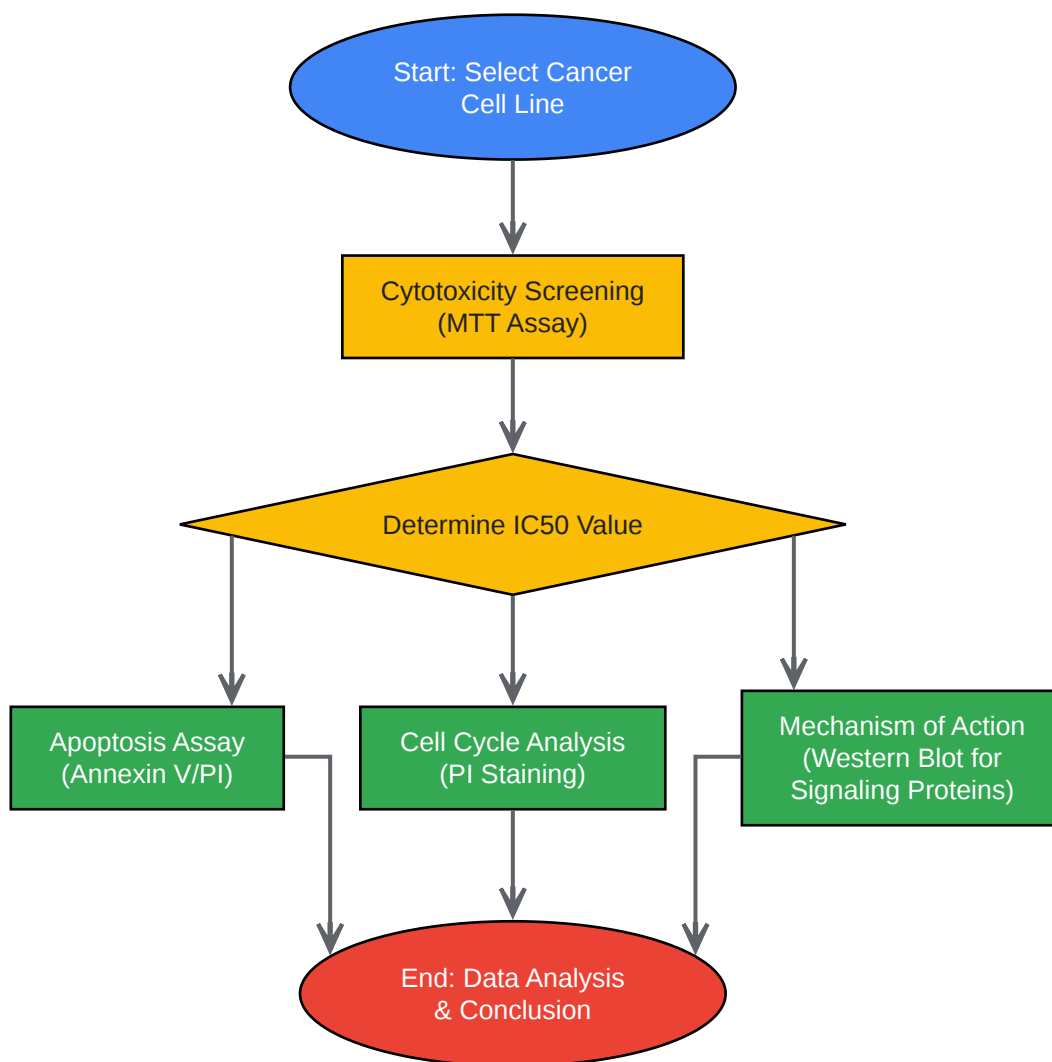 Start: Select Cancer
Cell Line
Cytotoxicity Screening
(MTT Assay)
Determine IC50 Value
Apoptosis Assay
(Annexin V/PI)
Cell Cycle Analysis
(PI Staining)
Mechanism of Action
(Western Blot for
Signaling Proteins)
End: Data Analysis
& Conclusion